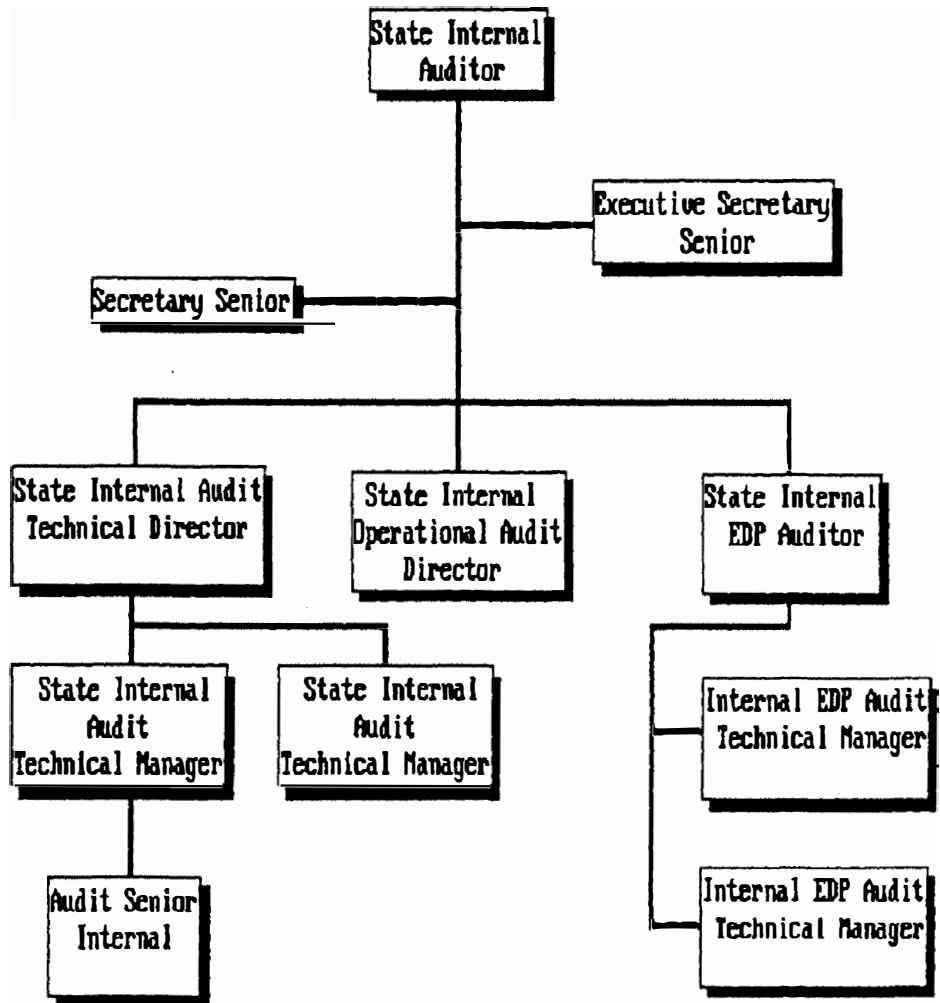 State Internal
Auditor
Executive Secretary
Senior
Secretary Senior
State Internal Audit
Technical Director
State Internal
Operational Audit
Director
State Internal
EDP Auditor
State Internal
Audit
Technical Manager
State Internal
Audit
Technical Manager
Internal EDP Audit
Technical Manager
Audit Senior
Internal
Internal EDP Audit
Technical Manager